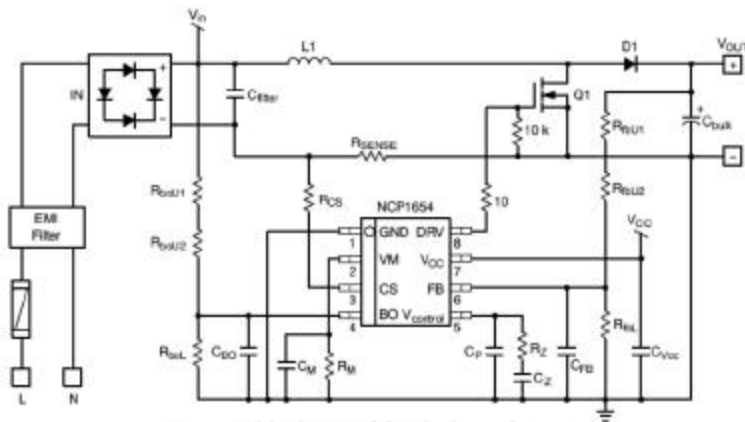 Vin
L1
D1
VOUT
+
IN
+
−
Cfilter
Q1
10 k
RfbU1
+
Cbulk
−
RSENSE
RboU1
RCS
10
RfbU2
EMI
Filter
NCP1654
VCC
RboU2
GND DRV
1 8
VM VCC
2 7
CS FB
3 6
BO Vcontrol
4 5
RboL
CBO
CM
RM
CP
RZ
CZ
CFB
RfbL
CVcc
L N